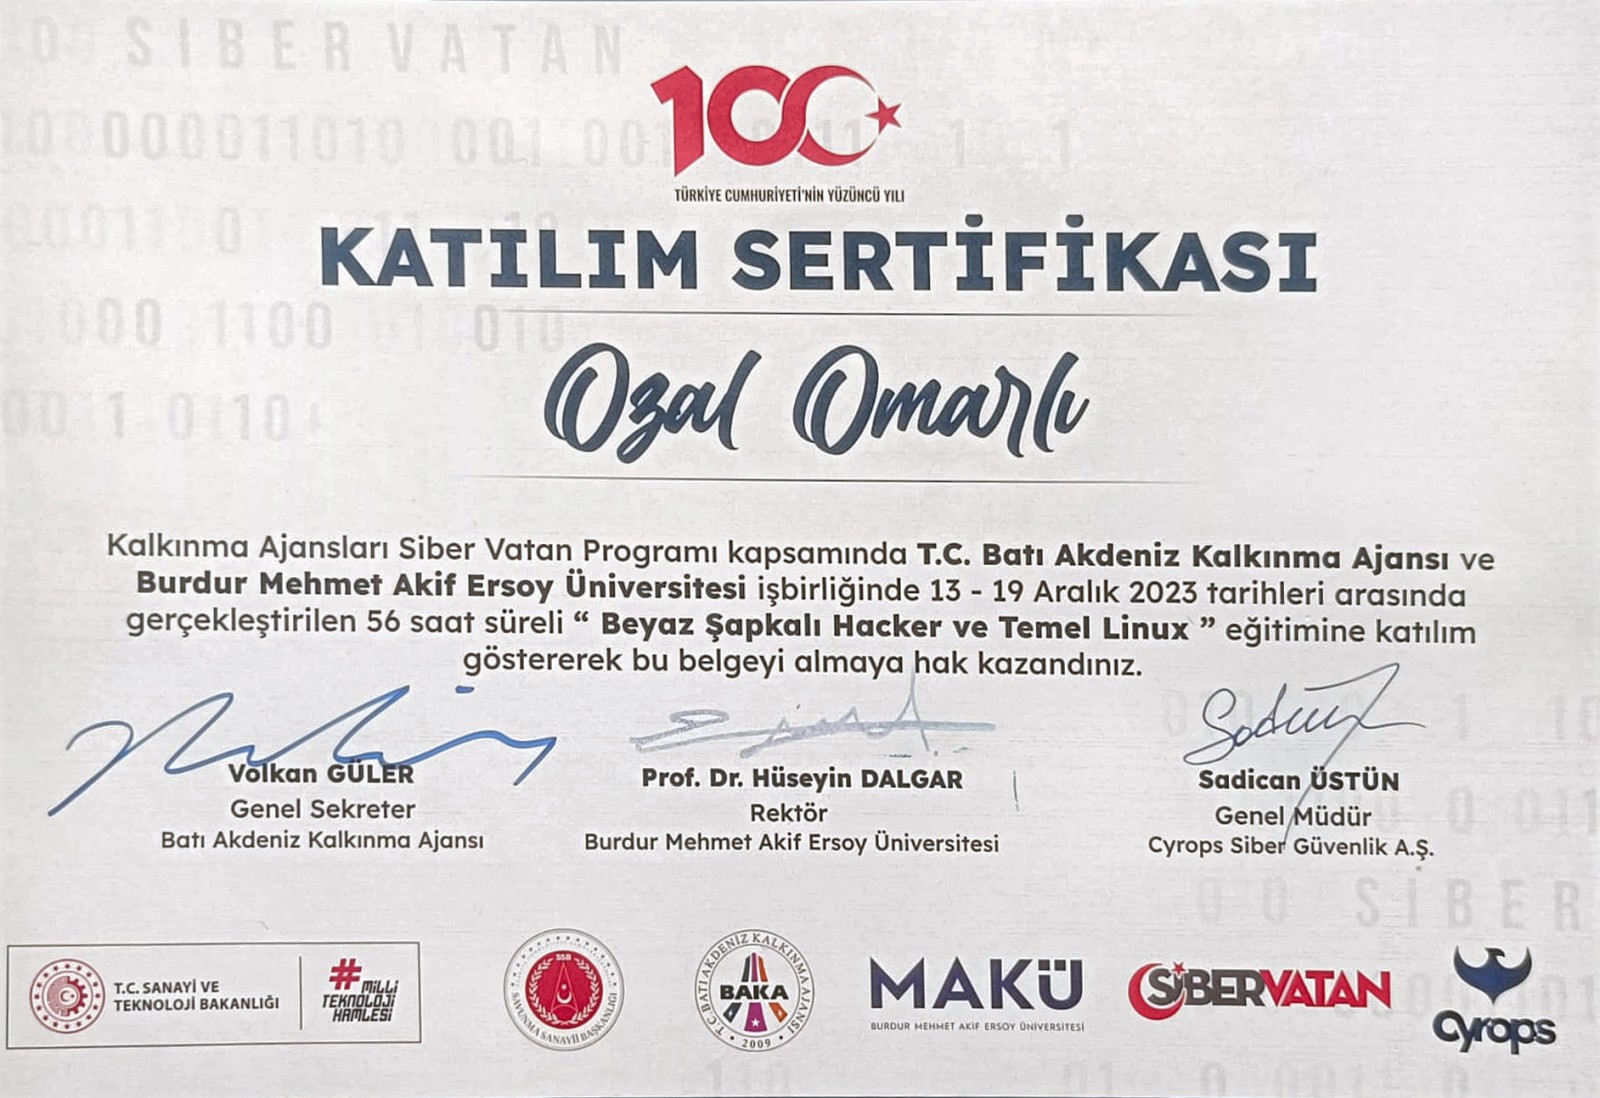 SİBER VATAN
100
TÜRKİYE CUMHURİYETİ'NİN YÜZÜNCÜ YILI
KATILIM SERTİFİKASI
Ozal Omarlı
Kalkınma Ajansları Siber Vatan Programı kapsamında T.C. Batı Akdeniz Kalkınma Ajansı ve
Burdur Mehmet Akif Ersoy Üniversitesi işbirliğinde 13 - 19 Aralık 2023 tarihleri arasında
gerçekleştirilen 56 saat süreli “ Beyaz Şapkalı Hacker ve Temel Linux ” eğitimine katılım
göstererek bu belgeyi almaya hak kazandınız.
Volkan GÜLER
Genel Sekreter
Batı Akdeniz Kalkınma Ajansı
Prof. Dr. Hüseyin DALGAR
Rektör
Burdur Mehmet Akif Ersoy Üniversitesi
Sadican ÜSTÜN
Genel Müdür
Cyrops Siber Güvenlik A.Ş.
SİBER
T.C. SANAYİ VE
TEKNOLOJİ BAKANLIĞI
#MİLLİ
TEKNOLOJİ
HAMLESİ
SSB
SAVUNMA SANAYİİ BAŞKANLIĞI
T.C. BATI AKDENİZ KALKINMA AJANSI
BAKA
2009
MAKÜ
BURDUR MEHMET AKİF ERSOY ÜNİVERSİTESİ
SİBERVATAN
cyrops